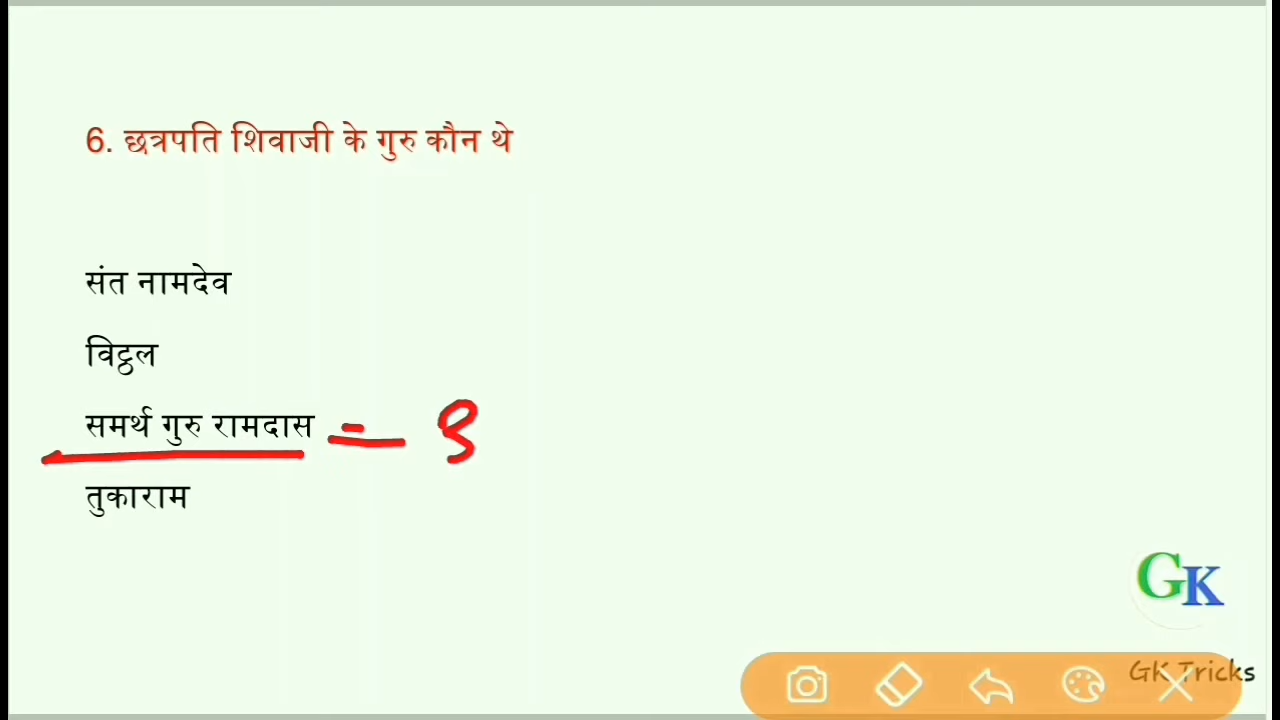 6. छत्रपति शिवाजी के गुरु कौन थे
संत नामदेव
विट्ठल
समर्थ गुरु रामदास =
तुकाराम
GK
GK Tricks